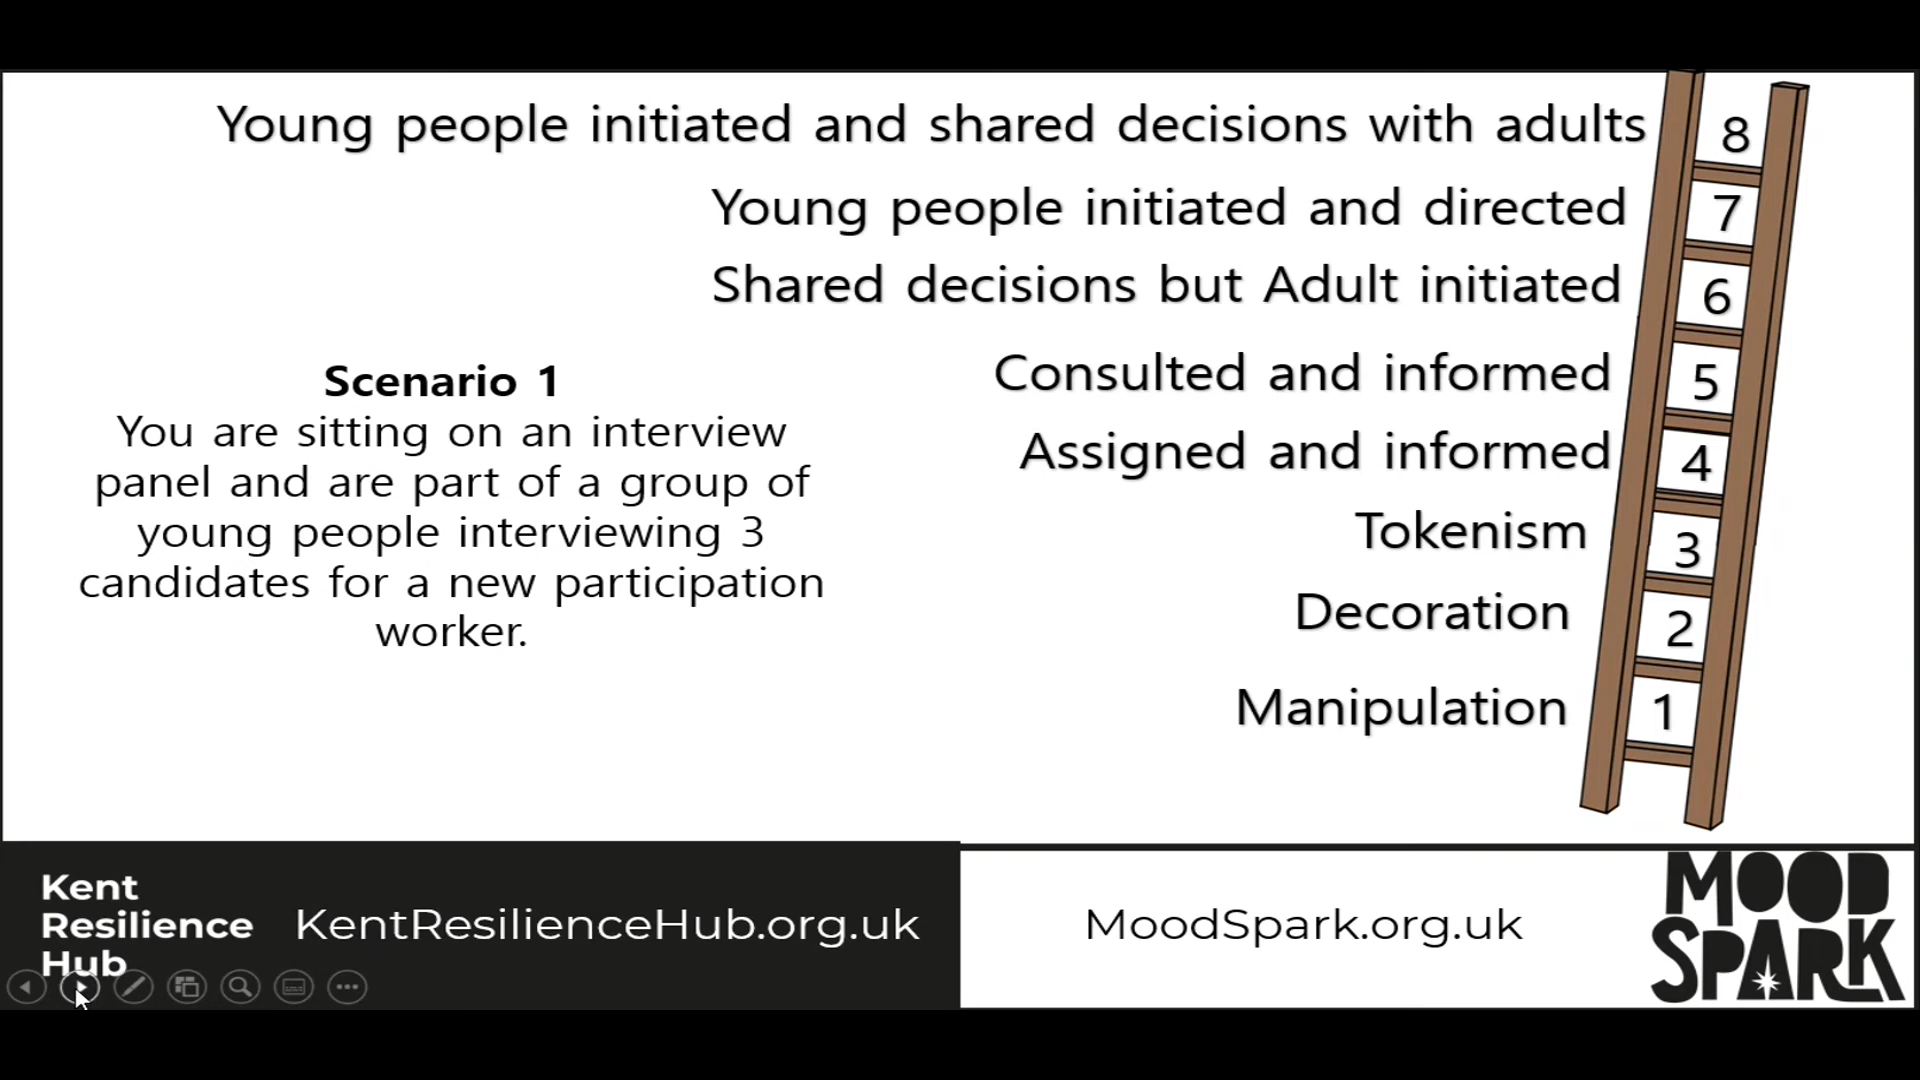 Young people initiated and shared decisions with adults
8
Young people initiated and directed
7
Shared decisions but Adult initiated
6
Consulted and informed
5
Assigned and informed
4
Tokenism
3
Decoration
2
Manipulation
1
Scenario 1
You are sitting on an interview
panel and are part of a group of
young people interviewing 3
candidates for a new participation
worker.
Kent
Resilience
Hub
KentResilienceHub.org.uk
MoodSpark.org.uk
MOOD
SPARK